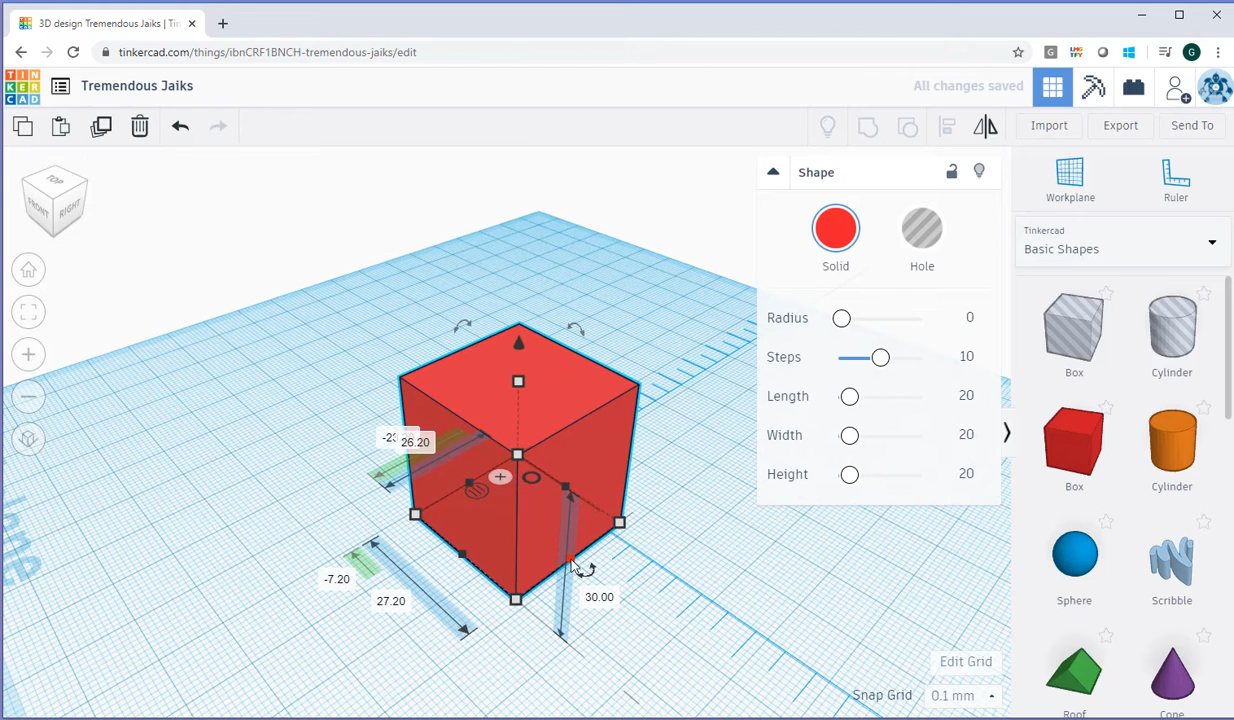 3D design Tremendous Jaiks | Tin
tinkercad.com/things/ibnCRF1BNCH-tremendous-jaiks/edit
G
G
TIN
KER
CAD
Tremendous Jaiks
All changes saved
Import
Export
Send To
TOP
FRONT
RIGHT
Shape
Solid
Hole
Radius
0
Steps
10
Length
20
Width
20
Height
20
Workplane
Ruler
Tinkercad
Basic Shapes
Box
Cylinder
Box
Cylinder
Sphere
Scribble
Roof
Cone
26.20
-7.20
27.20
30.00
Edit Grid
Snap Grid
0.1 mm